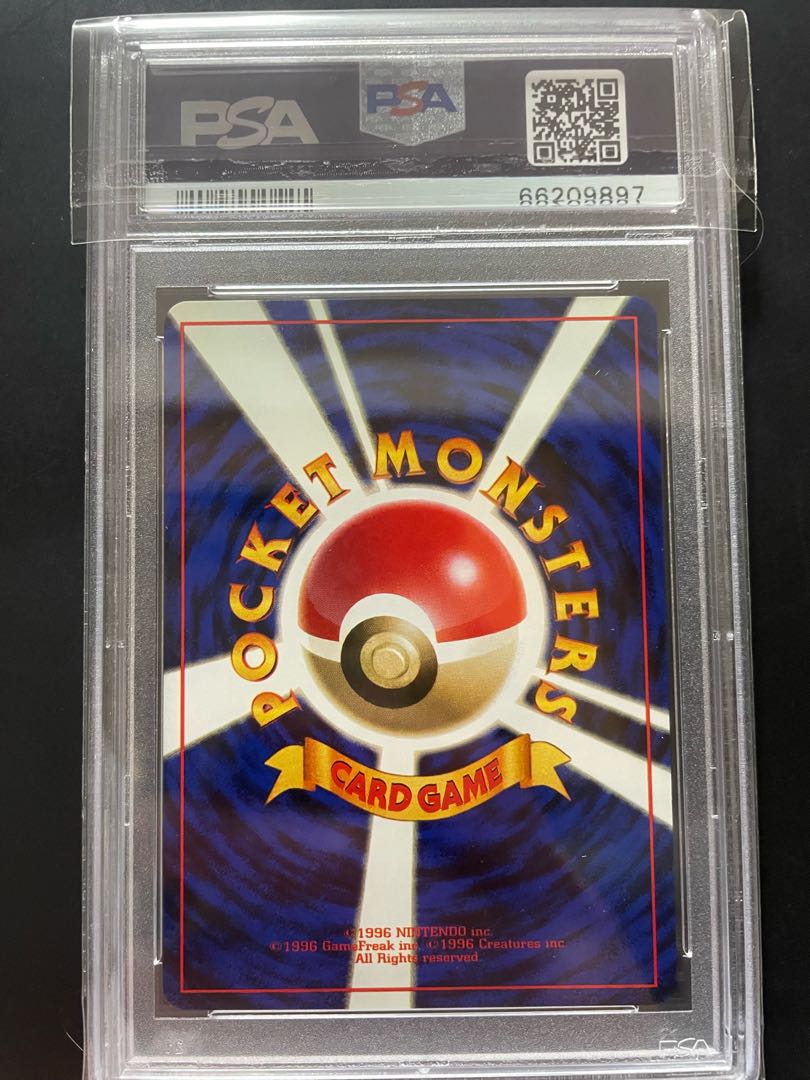 PSA
PSA
66209897
POCKET MONSTERS
CARD GAME
©1996 NINTENDO inc.
©1996 GameFreak inc. ©1996 Creatures inc.
All Rights reserved.
PSA